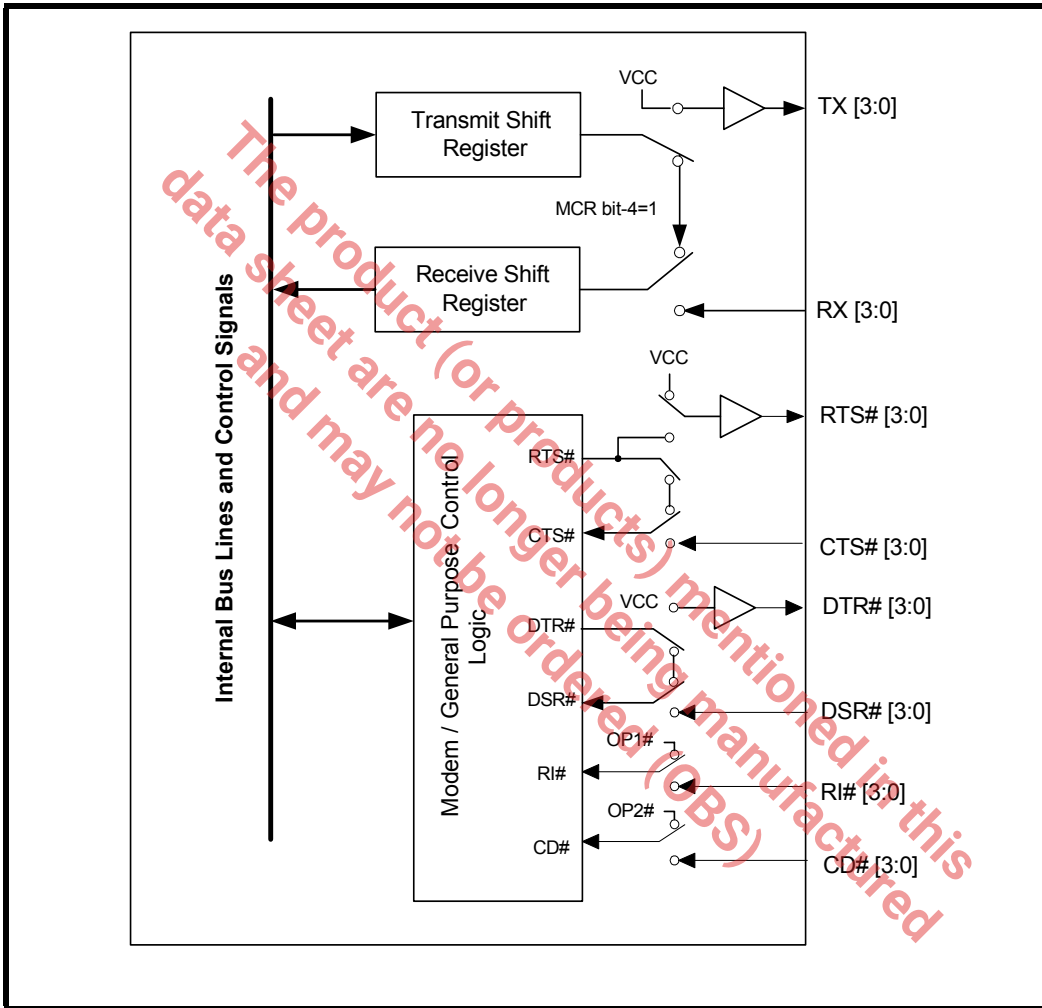 VCC
TX [3:0]
Transmit Shift
Register
MCR bit-4=1
Receive Shift
Register
RX [3:0]
Internal Bus Lines and Control Signals
VCC
RTS# [3:0]
RTS#
CTS#
CTS# [3:0]
VCC
DTR# [3:0]
DTR#
Modem / General Purpose Control
Logic
DSR#
DSR# [3:0]
OP1#
RI#
RI# [3:0]
OP2#
CD#
CD# [3:0]
The product (or products) mentioned in this
data sheet are no longer being manufactured
and may not be ordered (OBS)